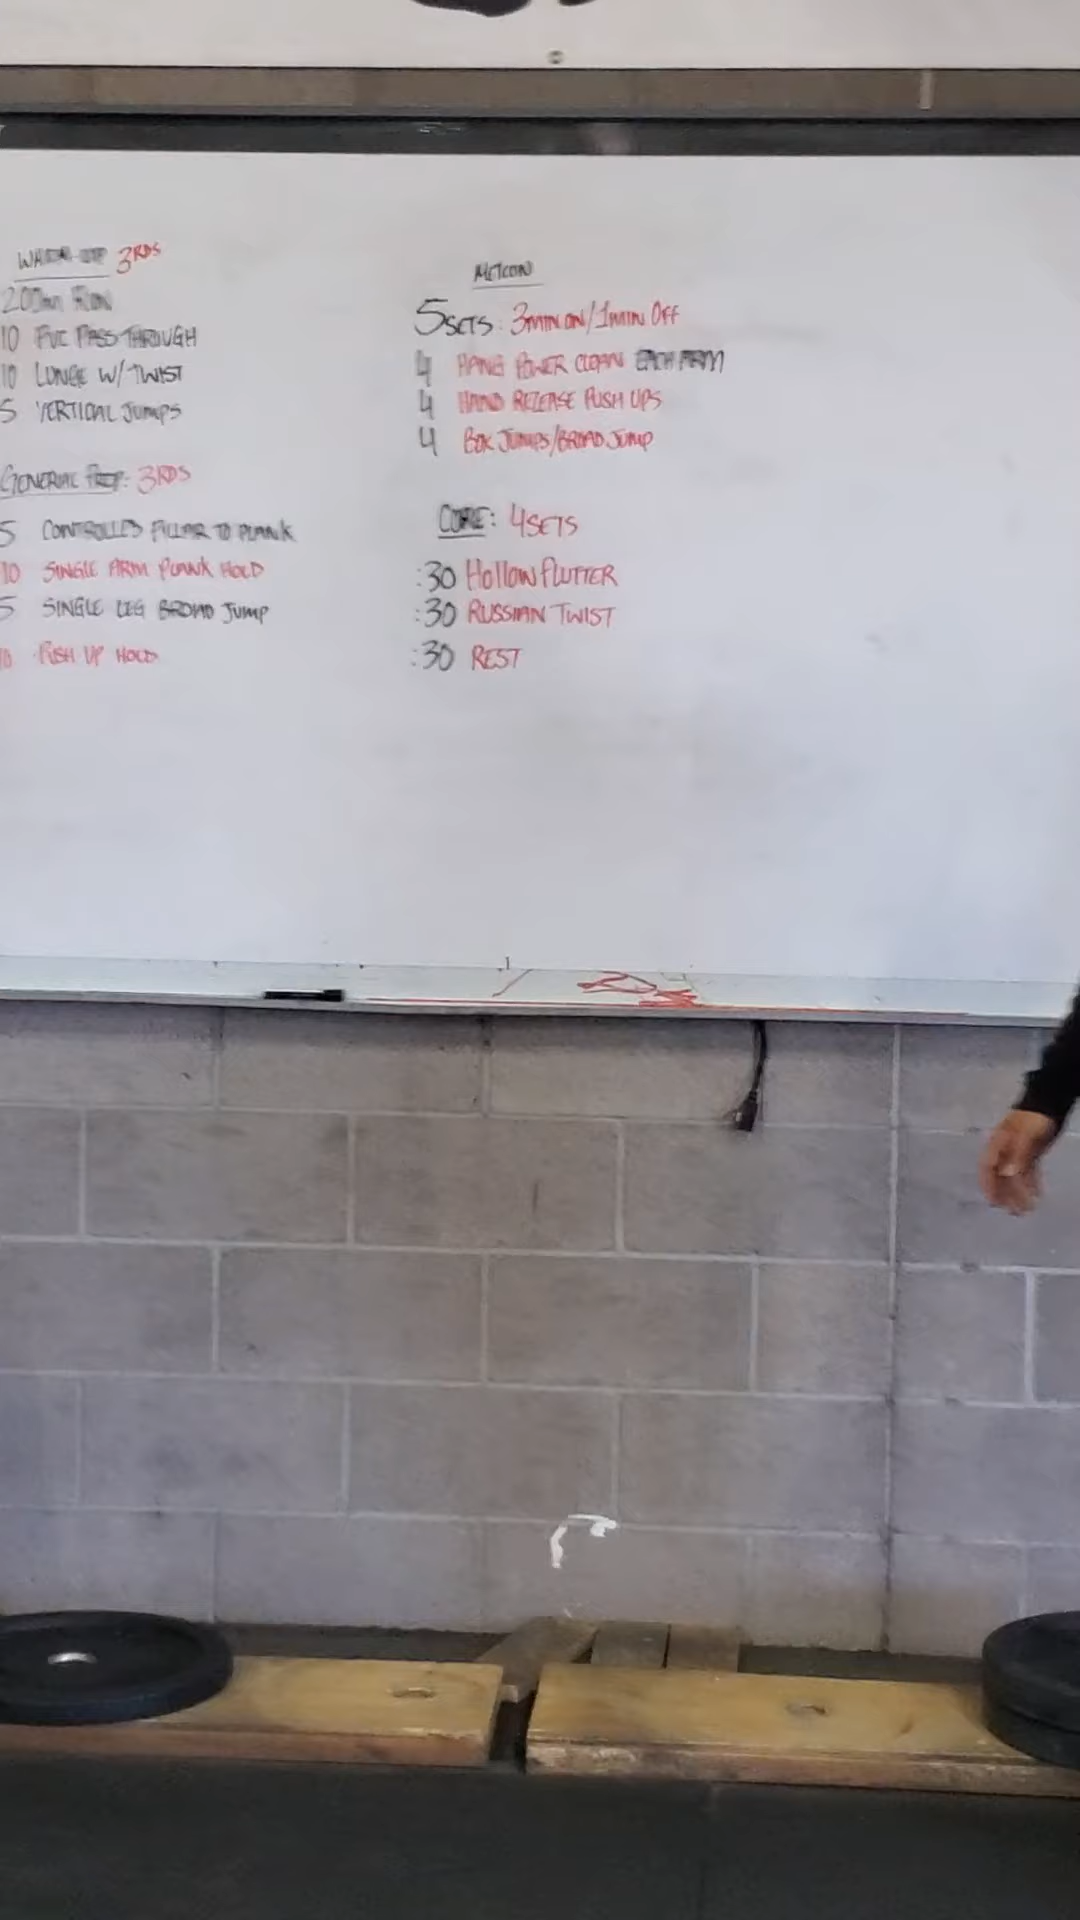 WARM-UP 3RDS
200m RUN
10 PVC PASS THROUGH
10 LUNGE W/ TWIST
5 VERTICAL JUMPS
GENERAL PREP: 3RDS
5 CONTROLLED PILLAR TO PLANK
10 SINGLE ARM PLANK HOLD
5 SINGLE LEG BROAD JUMP
10 PUSH UP HOLD
METCON
5 SETS: 3MIN ON/1MIN OFF
4 HANG POWER CLEAN EACH ARM
4 HAND RELEASE PUSH UPS
4 BOX JUMPS/BROAD JUMP
CORE: 4 SETS
:30 HOLLOW FLUTTER
:30 RUSSIAN TWIST
:30 REST